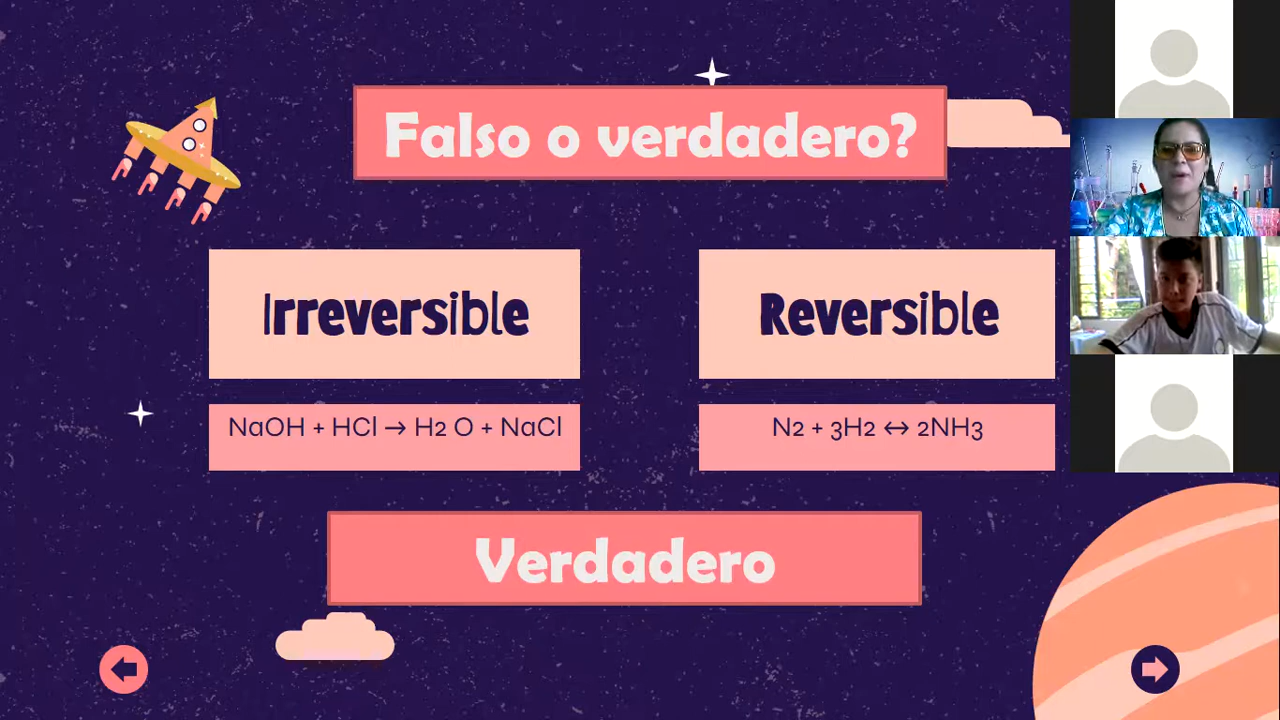 Falso o verdadero?
Irreversible
Reversible
NaOH + HCl → H2 O + NaCl
N2 + 3H2 ↔ 2NH3
Verdadero